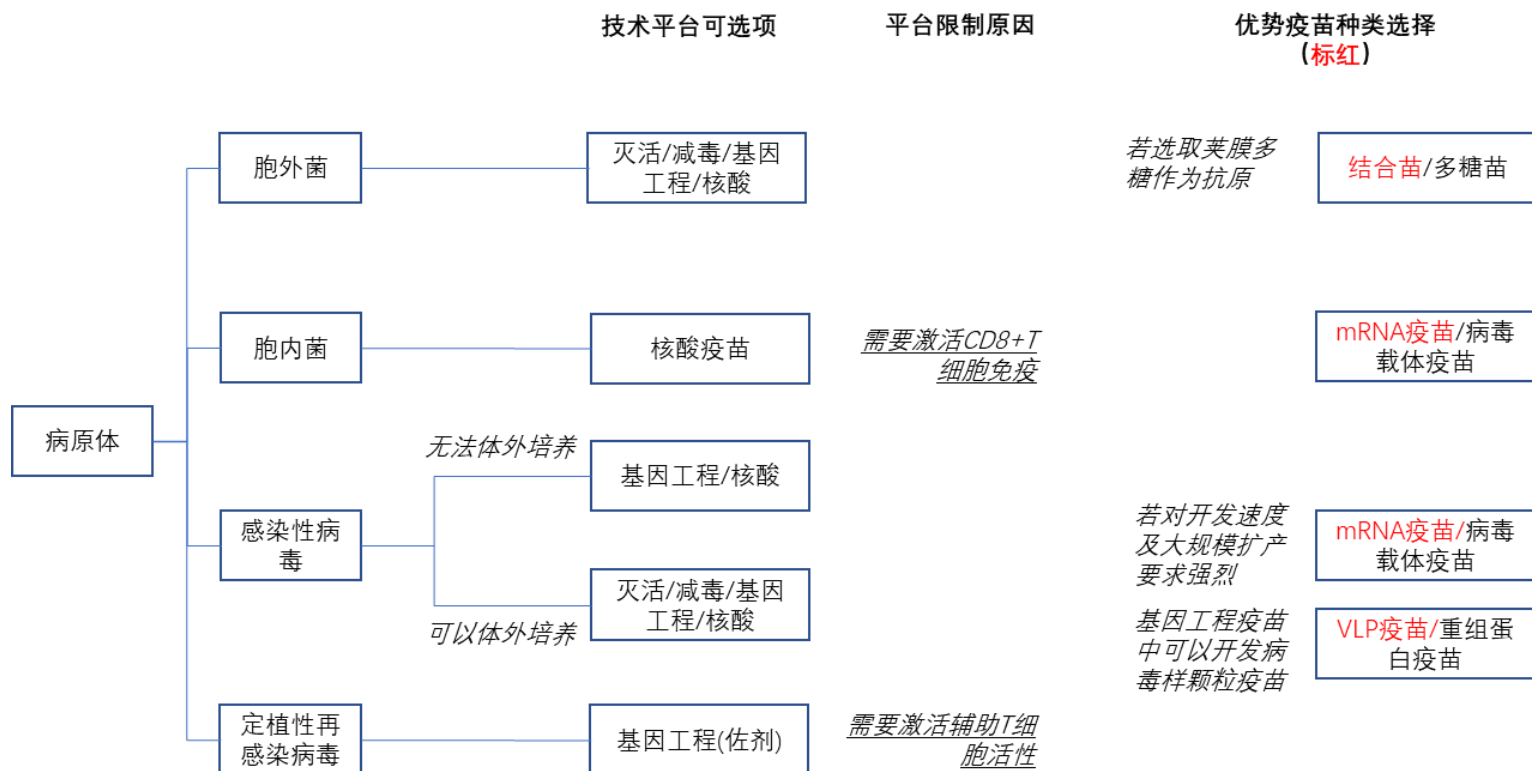 技术平台可选项
平台限制原因
优势疫苗种类选择
(标红)
胞外菌
灭活/减毒/基因
工程/核酸
若选取荚膜多
糖作为抗原
结合苗/多糖苗
胞内菌
核酸疫苗
需要激活CD8+T
细胞免疫
mRNA疫苗/病毒
载体疫苗
病原体
无法体外培养
基因工程/核酸
感染性病
毒
若对开发速度
及大规模扩产
要求强烈
mRNA疫苗/病毒
载体疫苗
可以体外培养
灭活/减毒/基因
工程/核酸
基因工程疫苗
中可以开发病
毒样颗粒疫苗
VLP疫苗/重组蛋
白疫苗
定植性再
感染病毒
基因工程(佐剂)
需要激活辅助T细
胞活性